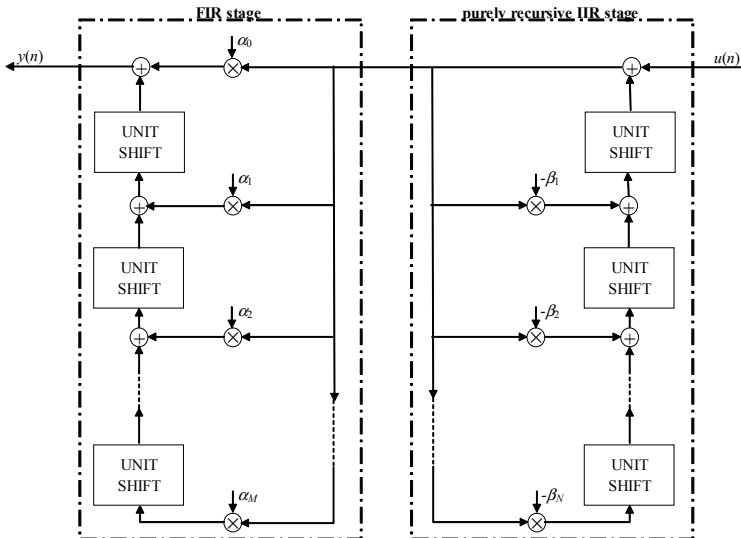 FIR stage
purely recursive IIR stage
y(n)
α0
u(n)
UNIT
SHIFT
UNIT
SHIFT
α1
-β1
UNIT
SHIFT
UNIT
SHIFT
α2
-β2
UNIT
SHIFT
UNIT
SHIFT
αM
-βN